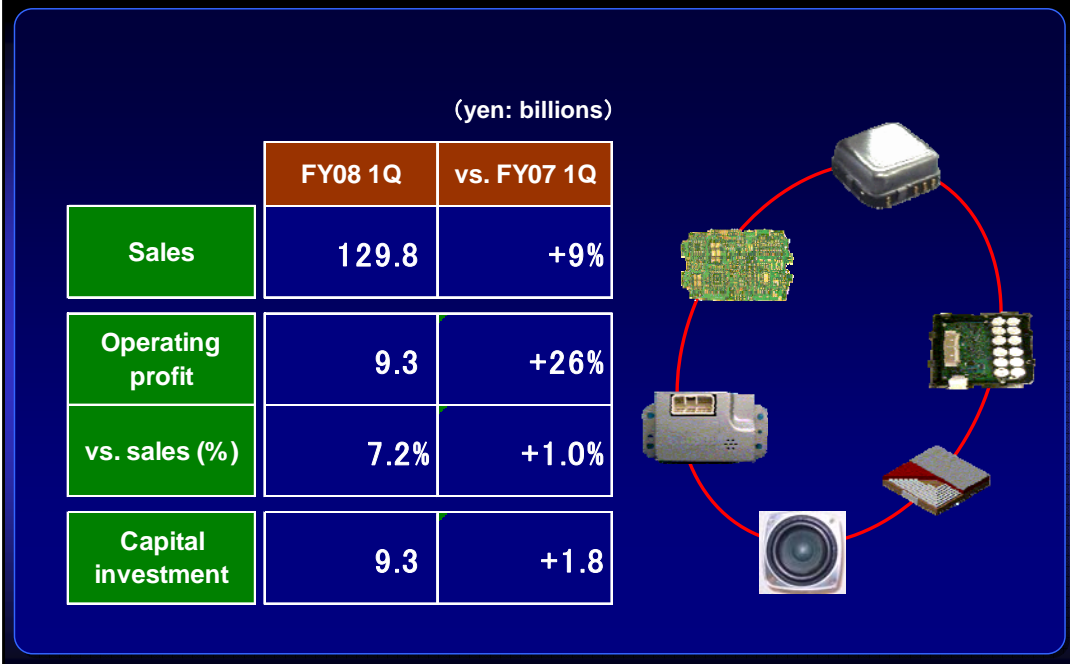 （yen: billions）
FY08 1Q vs. FY07 1Q
Sales 129.8 +9%
Operating
profit 9.3 +26%
vs. sales (%) 7.2% +1.0%
Capital
investment 9.3 +1.8